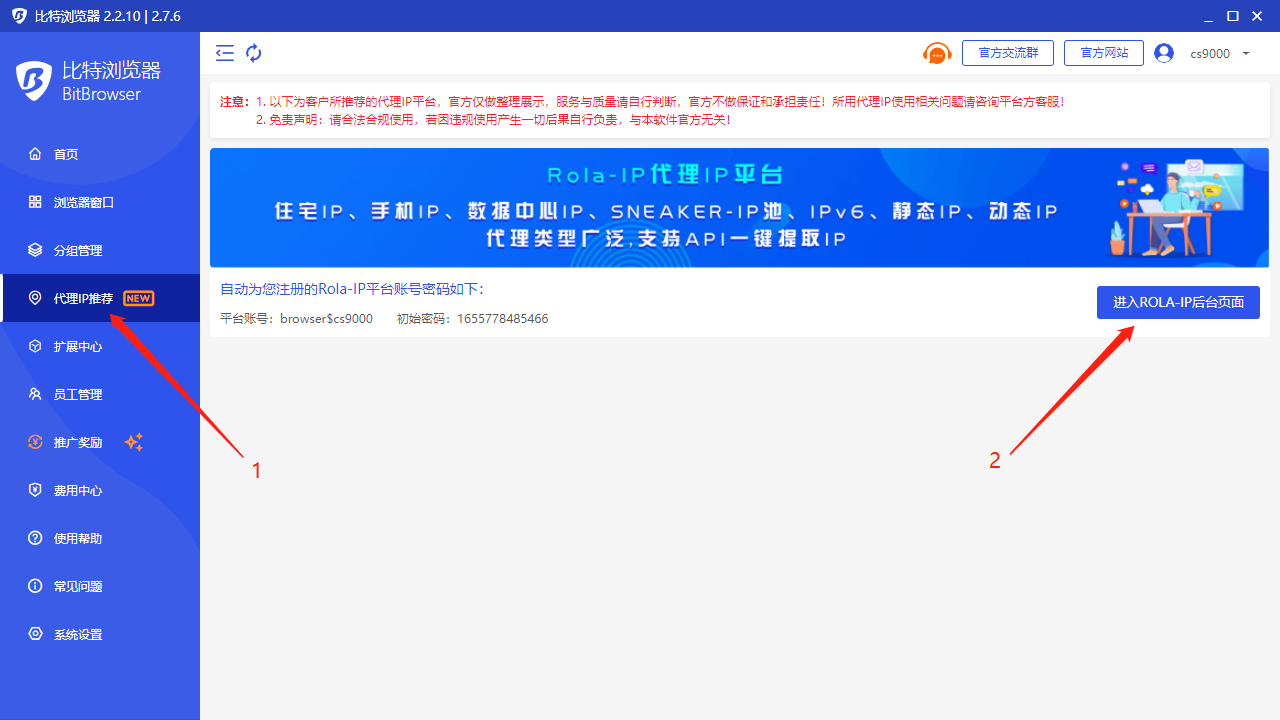 比特浏览器 2.2.10 | 2.7.6
比特浏览器
BitBrowser
首页
浏览器窗口
分组管理
代理IP推荐 NEW
扩展中心
员工管理
推广奖励
费用中心
使用帮助
常见问题
系统设置
官方交流群 官方网站 cs9000
注意：1. 以下为客户所推荐的代理IP平台，官方仅做整理展示，服务与质量请自行判断，官方不做保证和承担责任！所用代理IP使用相关问题请咨询平台方客服！
2. 免责声明：请合法合规使用，若因违规使用产生一切后果自行负责，与本软件官方无关！
Rola-IP代理IP平台
住宅IP、手机IP、数据中心IP、SNEAKER-IP池、IPv6、静态IP、动态IP
代理类型广泛,支持API一键提取IP
自动为您注册的Rola-IP平台账号密码如下：
平台账号：browser$cs9000 初始密码：1655778485466
进入ROLA-IP后台页面
1
2